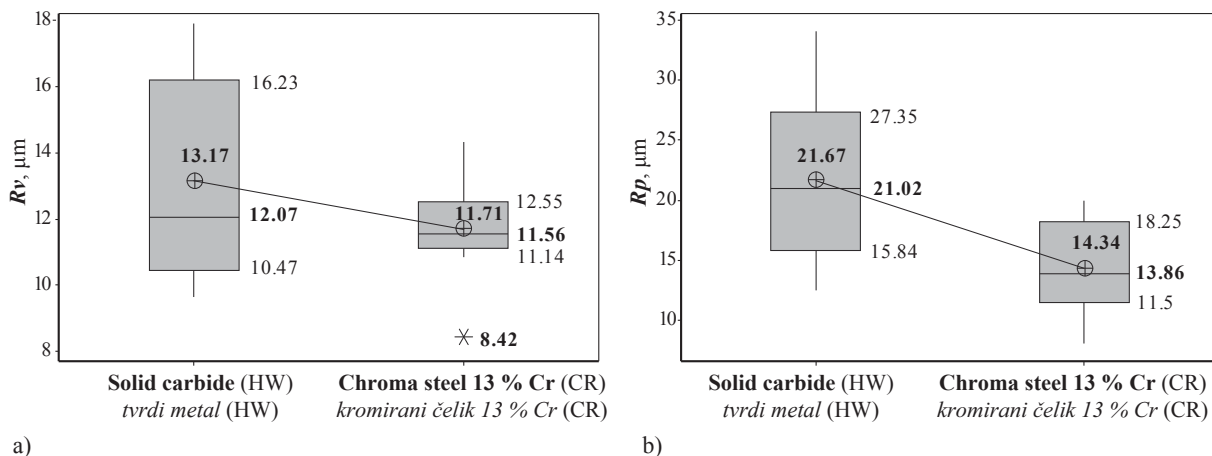 18
16
14
12
10
8
Rv, μm
16.23
13.17
12.07
10.47
12.55
11.71
11.56
11.14
8.42
Solid carbide (HW)
tvrdi metal (HW)
Chroma steel 13 % Cr (CR)
kromirani čelik 13 % Cr (CR)
a)
35
30
25
20
15
10
Rp, μm
27.35
21.67
21.02
15.84
18.25
14.34
13.86
11.5
Solid carbide (HW)
tvrdi metal (HW)
Chroma steel 13 % Cr (CR)
kromirani čelik 13 % Cr (CR)
b)